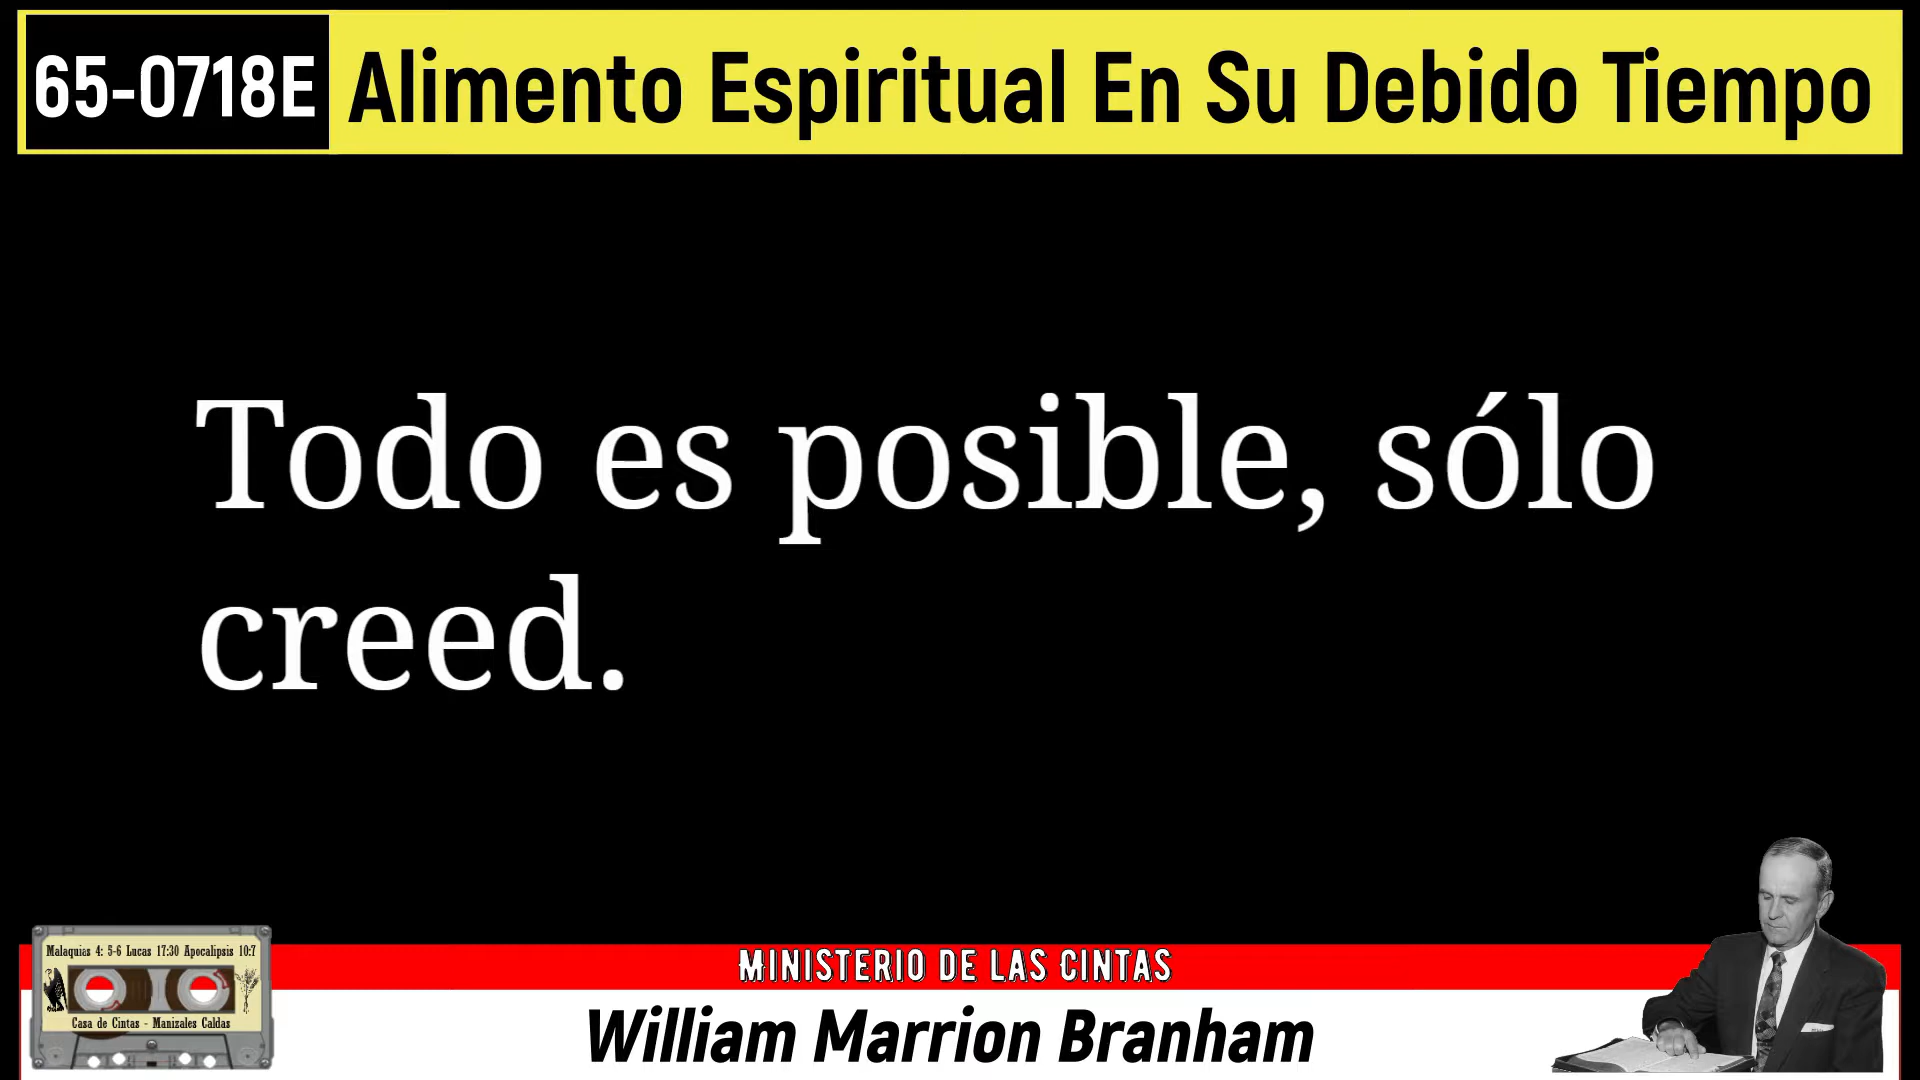 65-0718E Alimento Espiritual En Su Debido Tiempo
Todo es posible, sólo
creed.
Malaquias 4: 5-6 Lucas 17:30 Apocalipsis 10:7
Casa de Cintas - Manizales Caldas
MINISTERIO DE LAS CINTAS
William Marrion Branham